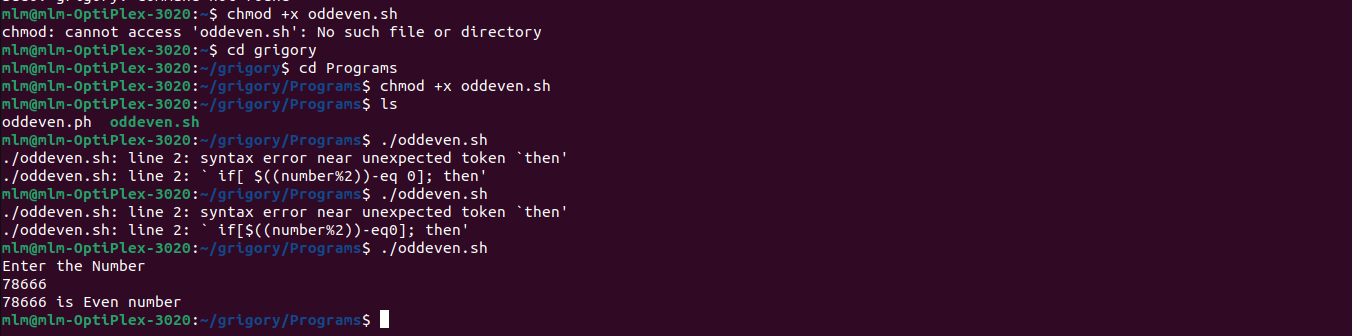 mlm@mlm-OptiPlex-3020:~$ chmod +x oddeven.sh
chmod: cannot access 'oddeven.sh': No such file or directory
mlm@mlm-OptiPlex-3020:~$ cd grigory
mlm@mlm-OptiPlex-3020:~/grigory$ cd Programs
mlm@mlm-OptiPlex-3020:~/grigory/Programs$ chmod +x oddeven.sh
mlm@mlm-OptiPlex-3020:~/grigory/Programs$ ls
oddeven.ph  oddeven.sh
mlm@mlm-OptiPlex-3020:~/grigory/Programs$ ./oddeven.sh
./oddeven.sh: line 2: syntax error near unexpected token `then'
./oddeven.sh: line 2: ` if[ $((number%2))-eq 0]; then'
mlm@mlm-OptiPlex-3020:~/grigory/Programs$ ./oddeven.sh
./oddeven.sh: line 2: syntax error near unexpected token `then'
./oddeven.sh: line 2: ` if[$((number%2))-eq0]; then'
mlm@mlm-OptiPlex-3020:~/grigory/Programs$ ./oddeven.sh
Enter the Number
78666
78666 is Even number
mlm@mlm-OptiPlex-3020:~/grigory/Programs$